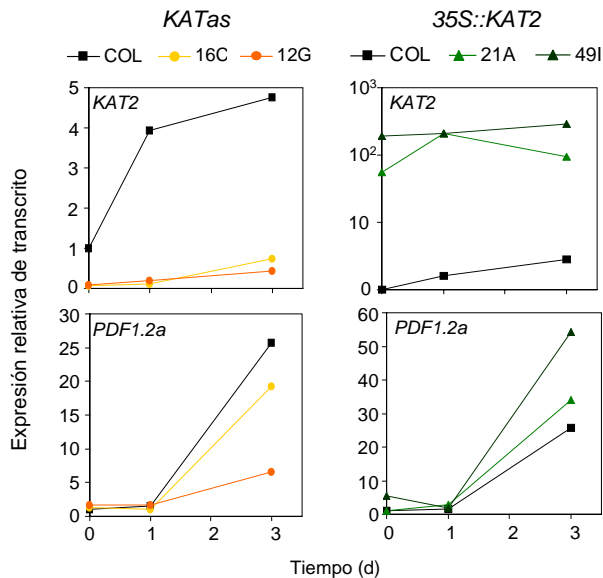 KATas
35S::KAT2
COL 16C 12G
COL 21A 49I
Expresión relativa de transcrito
KAT2
5
4
3
2
1
0
KAT2
10³
10²
10
0
PDF1.2a
30
25
20
15
10
5
0
0 1 2 3
PDF1.2a
60
50
40
30
20
10
0
0 1 2 3
Tiempo (d)